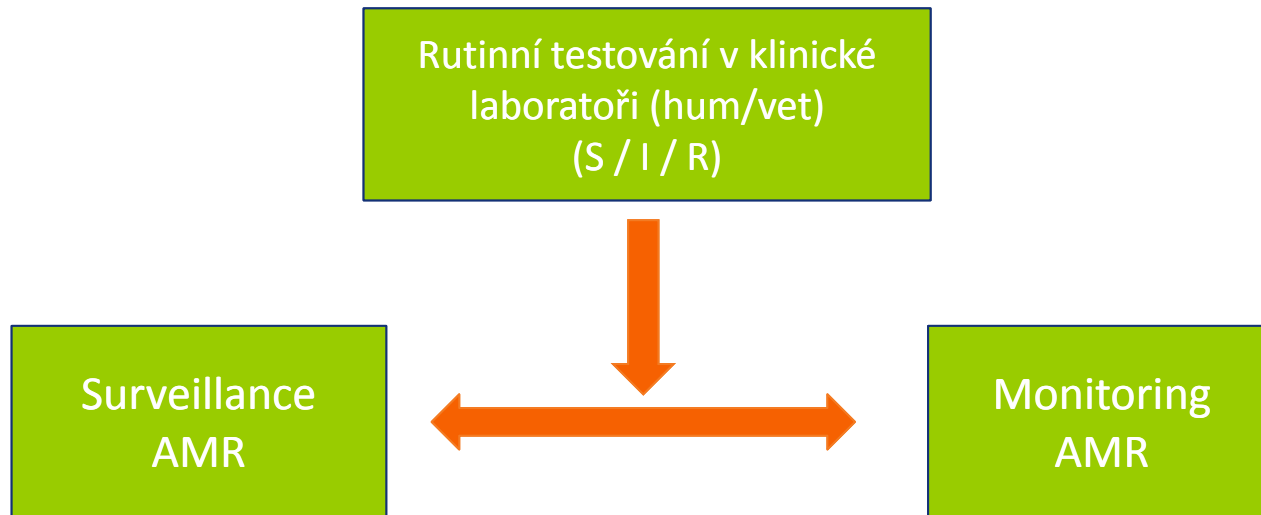 Rutinní testování v klinické
laboratoři (hum/vet)
(S / I / R)
Surveillance
AMR
Monitoring
AMR